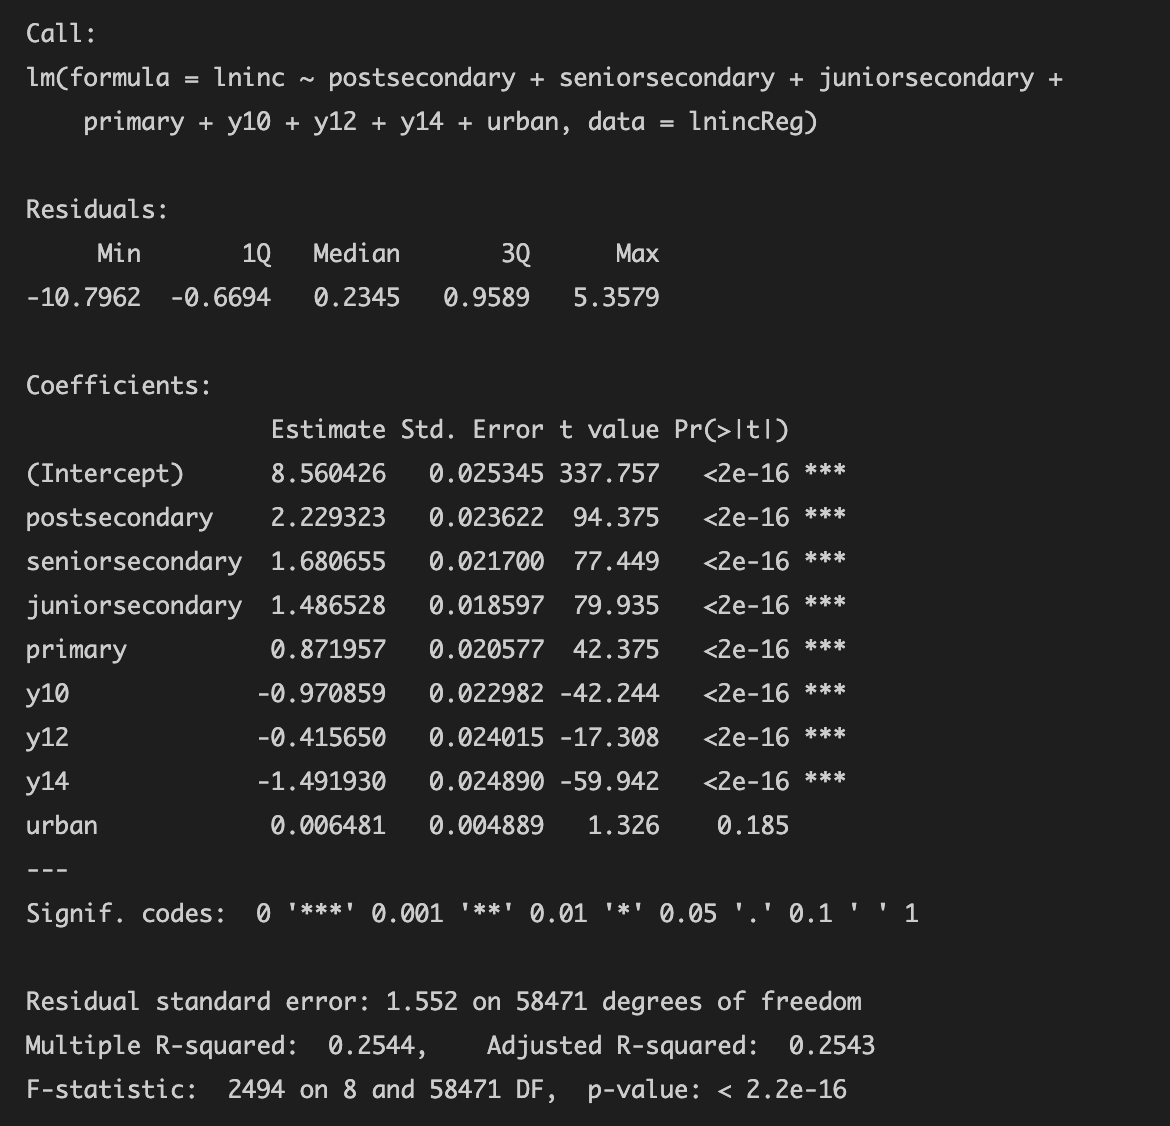 Call:
lm(formula = lninc ~ postsecondary + seniorsecondary + juniorsecondary +
    primary + y10 + y12 + y14 + urban, data = lnincReg)

Residuals:
     Min       1Q   Median       3Q      Max
-10.7962  -0.6694   0.2345   0.9589   5.3579

Coefficients:
                 Estimate Std. Error t value Pr(>|t|)
(Intercept)      8.560426   0.025345 337.757   <2e-16 ***
postsecondary    2.229323   0.023622  94.375   <2e-16 ***
seniorsecondary  1.680655   0.021700  77.449   <2e-16 ***
juniorsecondary  1.486528   0.018597  79.935   <2e-16 ***
primary          0.871957   0.020577  42.375   <2e-16 ***
y10             -0.970859   0.022982 -42.244   <2e-16 ***
y12             -0.415650   0.024015 -17.308   <2e-16 ***
y14             -1.491930   0.024890 -59.942   <2e-16 ***
urban            0.006481   0.004889   1.326    0.185
---
Signif. codes:  0 '***' 0.001 '**' 0.01 '*' 0.05 '.' 0.1 ' ' 1

Residual standard error: 1.552 on 58471 degrees of freedom
Multiple R-squared:  0.2544,    Adjusted R-squared:  0.2543
F-statistic:  2494 on 8 and 58471 DF,  p-value: < 2.2e-16